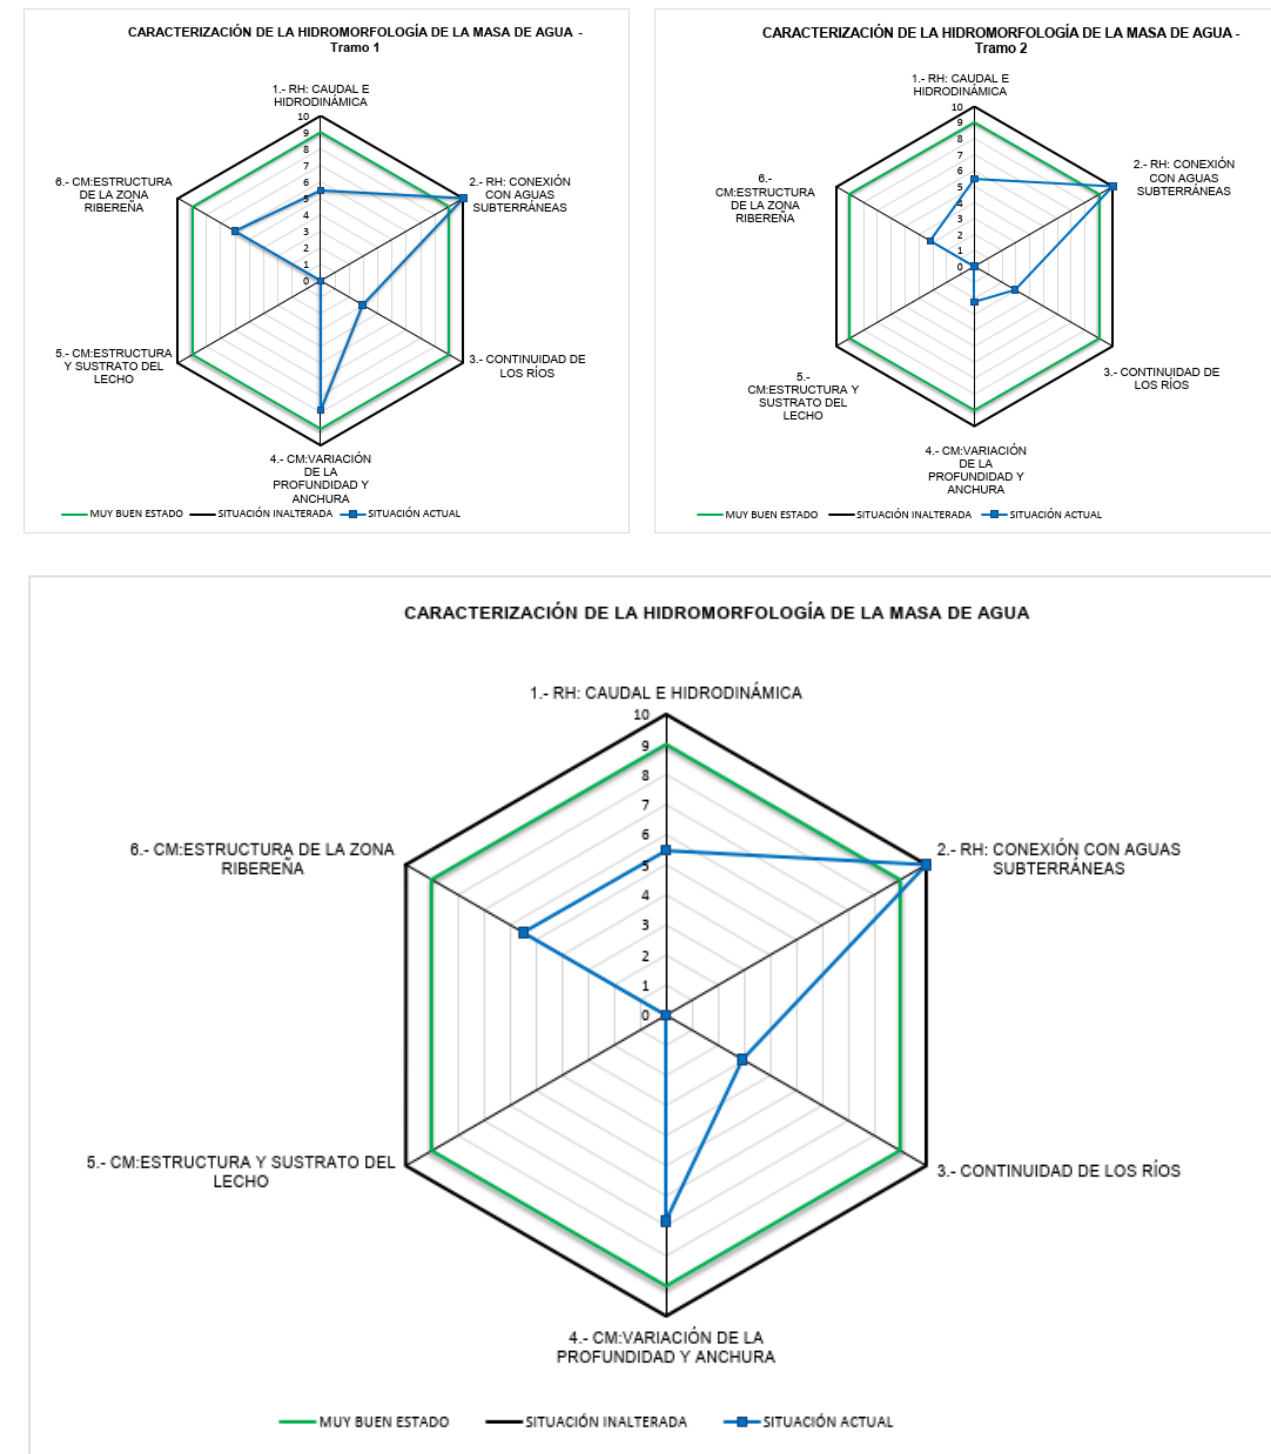 CARACTERIZACIÓN DE LA HIDROMORFOLOGÍA DE LA MASA DE AGUA -
Tramo 1
1.- RH: CAUDAL E
HIDRODINÁMICA
10
9
8
7
6
5
4
3
2
1
0
2.- RH: CONEXIÓN
CON AGUAS
SUBTERRÁNEAS
3.- CONTINUIDAD DE
LOS RÍOS
4.- CM:VARIACIÓN
DE LA
PROFUNDIDAD Y
ANCHURA
5.- CM:ESTRUCTURA
Y SUSTRATO DEL
LECHO
6.- CM:ESTRUCTURA
DE LA ZONA
RIBEREÑA
MUY BUEN ESTADO SITUACIÓN INALTERADA SITUACIÓN ACTUAL
CARACTERIZACIÓN DE LA HIDROMORFOLOGÍA DE LA MASA DE AGUA -
Tramo 2
1.- RH: CAUDAL E
HIDRODINÁMICA
10
9
8
7
6
5
4
3
2
1
0
2.- RH: CONEXIÓN
CON AGUAS
SUBTERRÁNEAS
3.- CONTINUIDAD DE
LOS RÍOS
4.- CM:VARIACIÓN
DE LA
PROFUNDIDAD Y
ANCHURA
5.-
CM:ESTRUCTURA Y
SUSTRATO DEL
LECHO
6.-
CM:ESTRUCTURA
DE LA ZONA
RIBEREÑA
MUY BUEN ESTADO SITUACIÓN INALTERADA SITUACIÓN ACTUAL
CARACTERIZACIÓN DE LA HIDROMORFOLOGÍA DE LA MASA DE AGUA
1.- RH: CAUDAL E HIDRODINÁMICA
10
9
8
7
6
5
4
3
2
1
0
2.- RH: CONEXIÓN CON AGUAS
SUBTERRÁNEAS
3.- CONTINUIDAD DE LOS RÍOS
4.- CM:VARIACIÓN DE LA
PROFUNDIDAD Y ANCHURA
5.- CM:ESTRUCTURA Y SUSTRATO DEL
LECHO
6.- CM:ESTRUCTURA DE LA ZONA
RIBEREÑA
MUY BUEN ESTADO SITUACIÓN INALTERADA SITUACIÓN ACTUAL